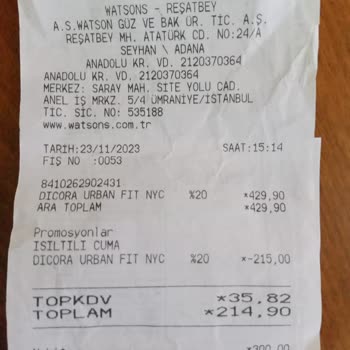 WATSONS - REŞATBEY
A.S.WATSON GÜZ VE BAK ÜR. TİC. A.Ş.
REŞATBEY MH. ATATÜRK CD. NO:24/A
SEYHAN \ ADANA
ANADOLU KR. VD. 2120370364
ANADOLU KR. VD. 2120370364
MERKEZ: SARAY MAH. SİTE YOLU CAD.
ANEL İŞ MRKZ. 5/4 ÜMRANİYE/İSTANBUL
TİC. SİC NO: 535188
www.watsons.com.tr
TARİH:23/11/2023 SAAT:15:14
FİŞ NO :0053
8410262902431
DICORA URBAN FIT NYC %20 *429,90
ARA TOPLAM *429,90
Promosyonlar
ISILTILI CUMA
DICORA URBAN FIT NYC %20 *-215,00
TOPKDV *35,82
TOPLAM *214,90
*300,00